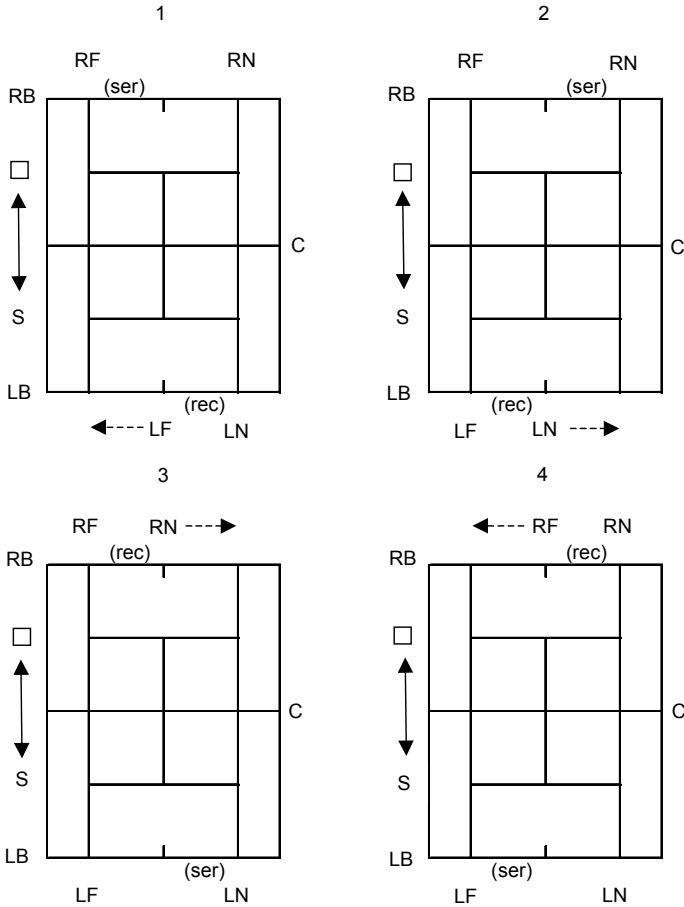 1 2
RF RN RF RN
(ser) (ser)
RB RB
C C
S S
LB LB
(rec) (rec)
LF LN LF LN
3 4
RF RN RF RN
(rec) (rec)
RB RB
C C
S S
LB LB
(ser) (ser)
LF LN LF LN